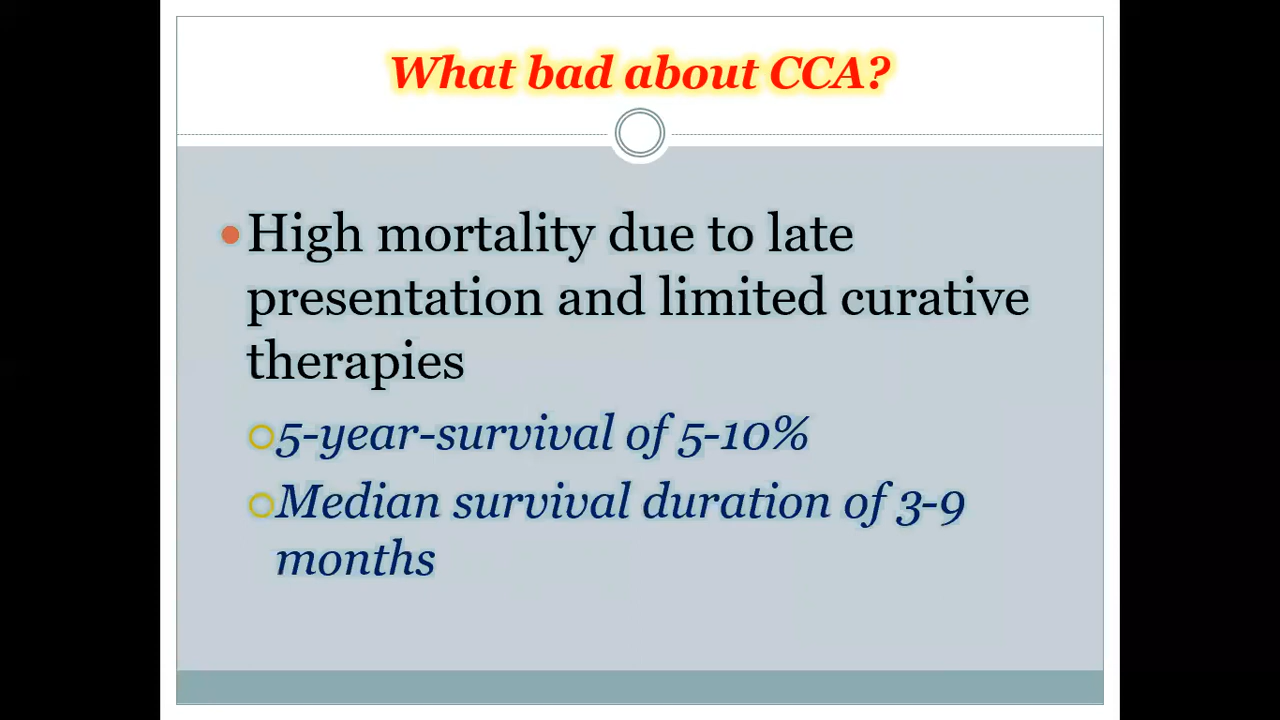 What bad about CCA?
High mortality due to late
presentation and limited curative
therapies
5-year-survival of 5-10%
Median survival duration of 3-9
months